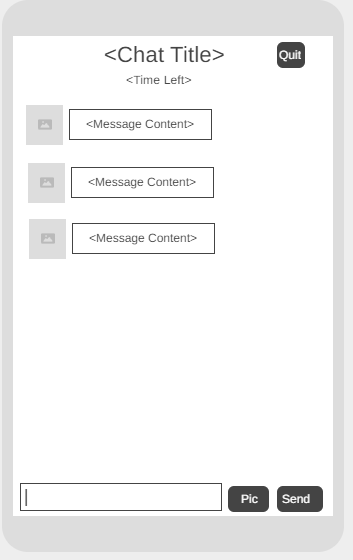 <Chat Title>
Quit
<Time Left>
<Message Content>
<Message Content>
<Message Content>
Pic
Send